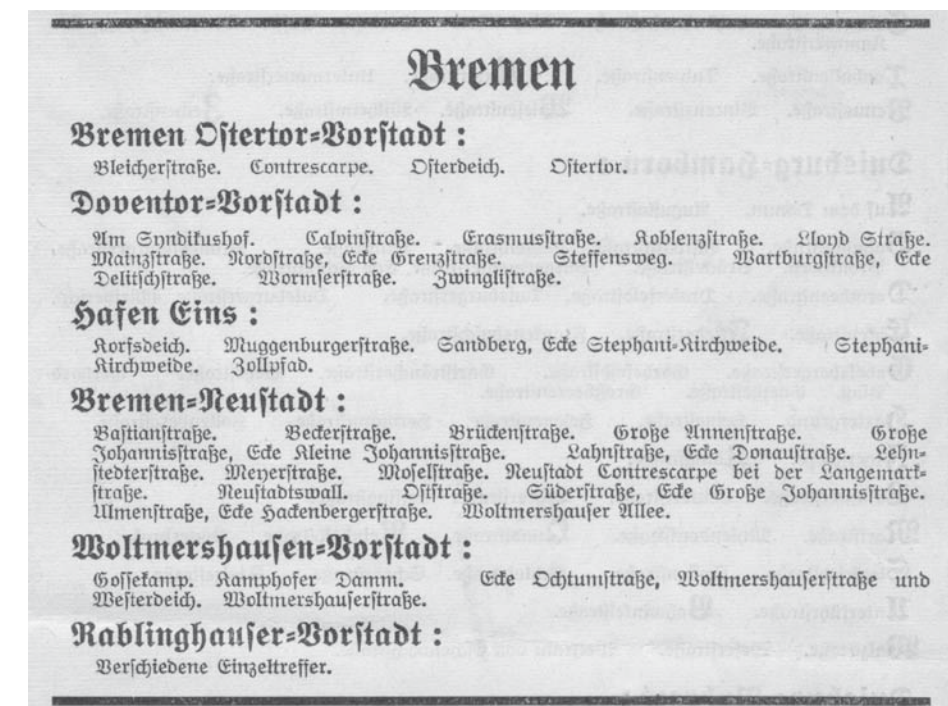 Bremen
Bremen Ostertor-Vorstadt :
Bleicherstraße. Contrescarpe. Osterdeich. Ostertor.
Doventor-Vorstadt :
Am Syndikushof. Calvinstraße. Erasmusstraße. Koblenzstraße. Lloyd Straße.
Mainzstraße. Nordstraße, Ecke Grenzstraße. Steffensweg. Wartburgstraße, Ecke
Delitschstraße. Wormserstraße. Zwinglistraße.
Hafen Eins :
Korfsdeich. Muggenburgerstraße. Sandberg, Ecke Stephani-Kirchweide. Stephani-
Kirchweide. Zollpfad.
Bremen-Neustadt :
Bastianstraße. Beckerstraße. Brückenstraße. Große Annenstraße. Große
Johannisstraße, Ecke Kleine Johannisstraße. Lahnstraße, Ecke Donaustraße. Lehn-
stedterstraße. Meyerstraße. Moselstraße. Neustadt Contrescarpe bei der Langemark-
straße. Neustadtswall. Oststraße. Süderstraße, Ecke Große Johannisstraße.
Ulmenstraße, Ecke Hackenbergerstraße. Woltmershauser Allee.
Woltmershausen-Vorstadt :
Gossekamp. Rumphofer Damm. Ecke Ochtumstraße, Woltmershauserstraße und
Westerdeich. Woltmershauserstraße.
Rablinghauser-Vorstadt :
Verschiedene Einzeltreffer.